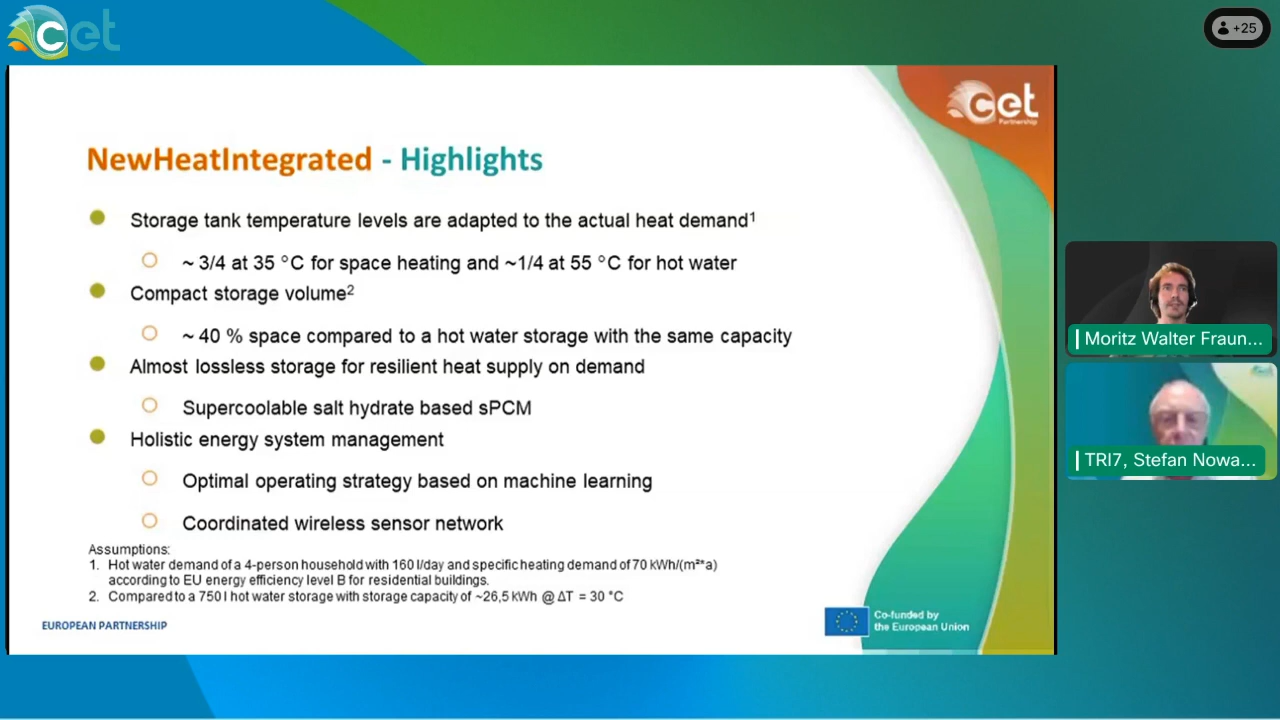 cet
+25
cet
Partnership
NewHeatIntegrated - Highlights
Storage tank temperature levels are adapted to the actual heat demand¹
~ 3/4 at 35 °C for space heating and ~1/4 at 55 °C for hot water
Compact storage volume²
~ 40 % space compared to a hot water storage with the same capacity
Almost lossless storage for resilient heat supply on demand
Supercoolable salt hydrate based sPCM
Holistic energy system management
Optimal operating strategy based on machine learning
Coordinated wireless sensor network
Assumptions:
1. Hot water demand of a 4-person household with 160 l/day and specific heating demand of 70 kWh/(m²*a)
according to EU energy efficiency level B for residential buildings.
2. Compared to a 750 l hot water storage with storage capacity of ~26,5 kWh @ ΔT = 30 °C
EUROPEAN PARTNERSHIP
Co-funded by
the European Union
Moritz Walter Fraun...
TRI7, Stefan Nowa...